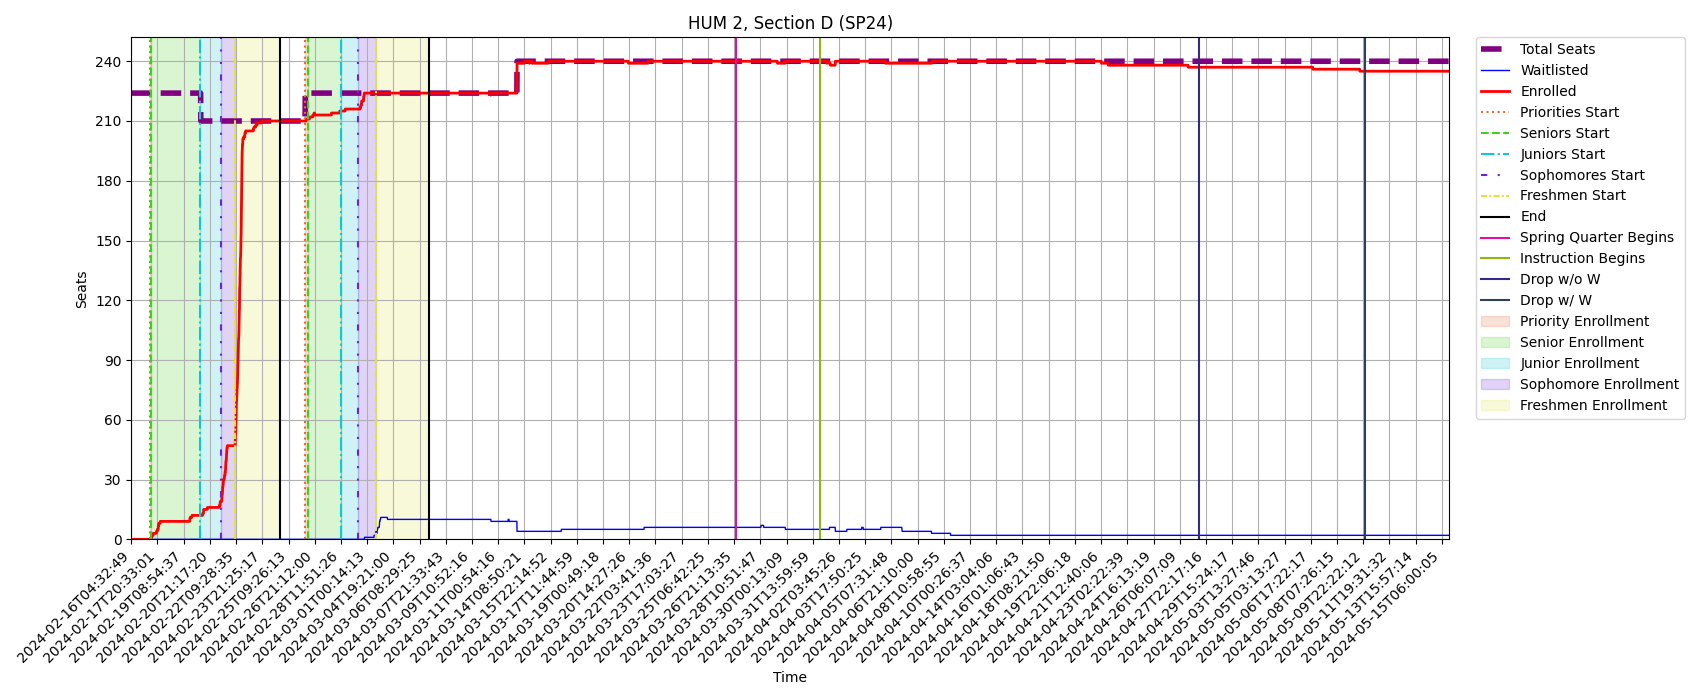 HUM 2, Section D (SP24)
Seats
240
210
180
150
120
90
60
30
0
2024-02-16T04:32:49
2024-02-17T20:33:01
2024-02-19T08:54:37
2024-02-20T21:17:20
2024-02-22T09:28:35
2024-02-23T21:25:17
2024-02-25T09:26:13
2024-02-26T21:12:00
2024-02-28T11:51:26
2024-03-01T00:14:13
2024-03-04T19:21:00
2024-03-06T08:29:25
2024-03-07T21:33:43
2024-03-09T10:52:16
2024-03-11T00:54:16
2024-03-14T08:50:21
2024-03-15T22:14:52
2024-03-17T11:44:59
2024-03-19T00:49:18
2024-03-20T14:27:26
2024-03-22T03:41:36
2024-03-23T17:03:27
2024-03-25T06:42:25
2024-03-26T21:13:35
2024-03-28T10:51:47
2024-03-30T00:13:09
2024-03-31T13:59:59
2024-04-02T03:45:26
2024-04-03T17:50:25
2024-04-05T07:31:48
2024-04-06T21:10:00
2024-04-08T10:58:55
2024-04-10T00:26:37
2024-04-14T03:04:06
2024-04-16T01:06:43
2024-04-18T08:21:50
2024-04-19T22:06:18
2024-04-21T12:40:06
2024-04-23T02:22:39
2024-04-24T16:13:19
2024-04-26T06:07:09
2024-04-27T22:17:16
2024-04-29T15:24:17
2024-05-03T13:27:46
2024-05-05T03:13:27
2024-05-06T17:22:17
2024-05-08T07:26:15
2024-05-09T22:22:12
2024-05-11T19:31:32
2024-05-13T15:57:14
2024-05-15T06:00:05
Time
Total Seats
Waitlisted
Enrolled
Priorities Start
Seniors Start
Juniors Start
Sophomores Start
Freshmen Start
End
Spring Quarter Begins
Instruction Begins
Drop w/o W
Drop w/ W
Priority Enrollment
Senior Enrollment
Junior Enrollment
Sophomore Enrollment
Freshmen Enrollment